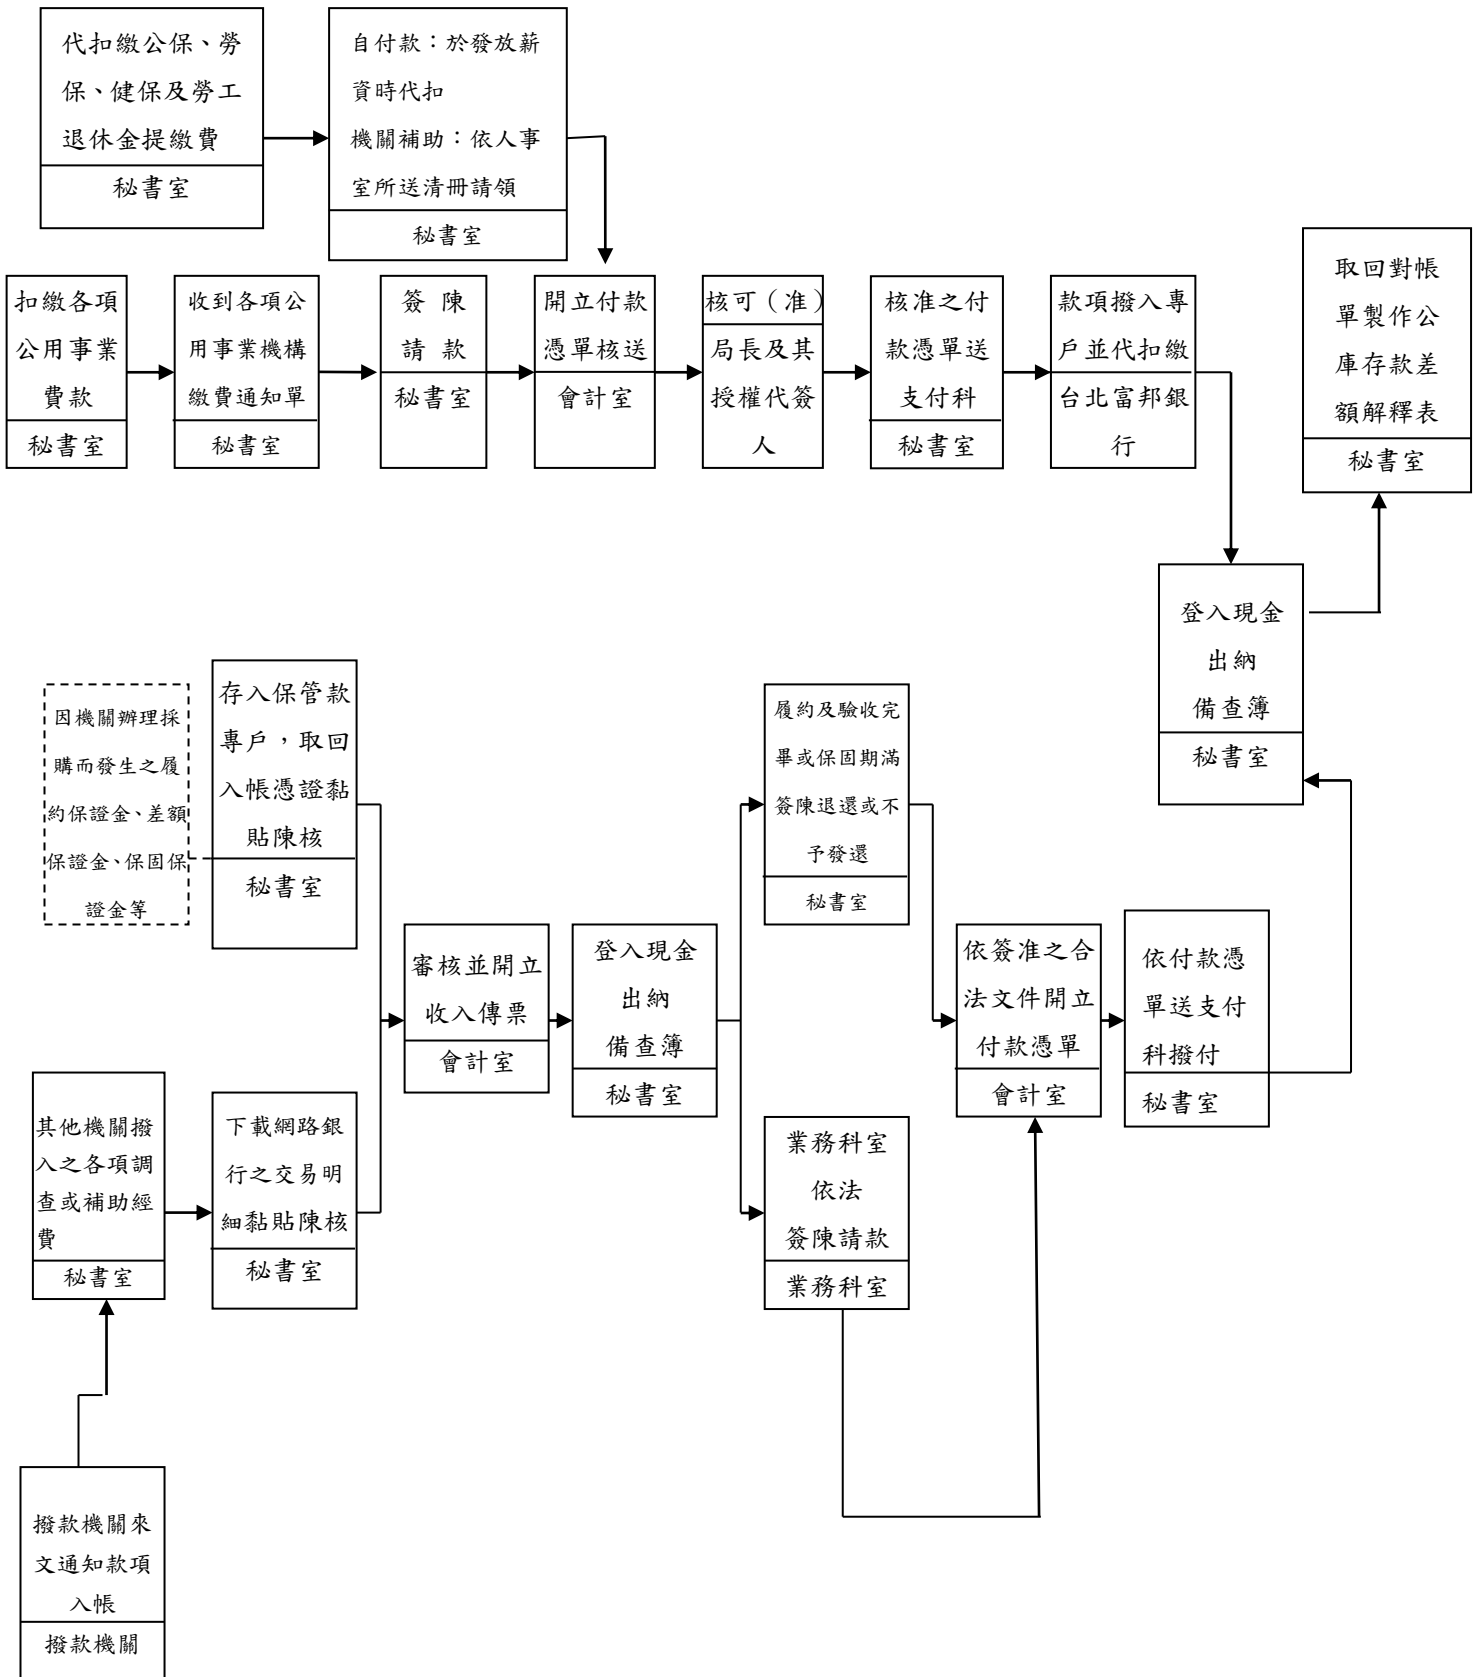 代扣繳公保、勞
保、健保及勞工
退休金提繳費
秘書室
自付款：於發放薪
資時代扣
機關補助：依人事
室所送清冊請領
秘書室
扣繳各項
公用事業
費款
秘書室
收到各項公
用事業機構
繳費通知單
秘書室
簽 陳
請 款
秘書室
開立付款
憑單核送
會計室
核可（准）
局長及其
授權代簽
人
核准之付
款憑單送
支付科
秘書室
款項撥入專
戶並代扣繳
台北富邦銀
行
取回對帳
單製作公
庫存款差
額解釋表
秘書室
登入現金
出納
備查簿
秘書室
因機關辦理採
購而發生之履
約保證金、差額
保證金、保固保
證金等
存入保管款
專戶，取回
入帳憑證黏
貼陳核
秘書室
履約及驗收完
畢或保固期滿
簽陳退還或不
予發還
秘書室
審核並開立
收入傳票
會計室
登入現金
出納
備查簿
秘書室
依簽准之合
法文件開立
付款憑單
會計室
依付款憑
單送支付
科撥付
秘書室
其他機關撥
入之各項調
查或補助經
費
秘書室
下載網路銀
行之交易明
細黏貼陳核
秘書室
業務科室
依法
簽陳請款
業務科室
撥款機關來
文通知款項
入帳
撥款機關